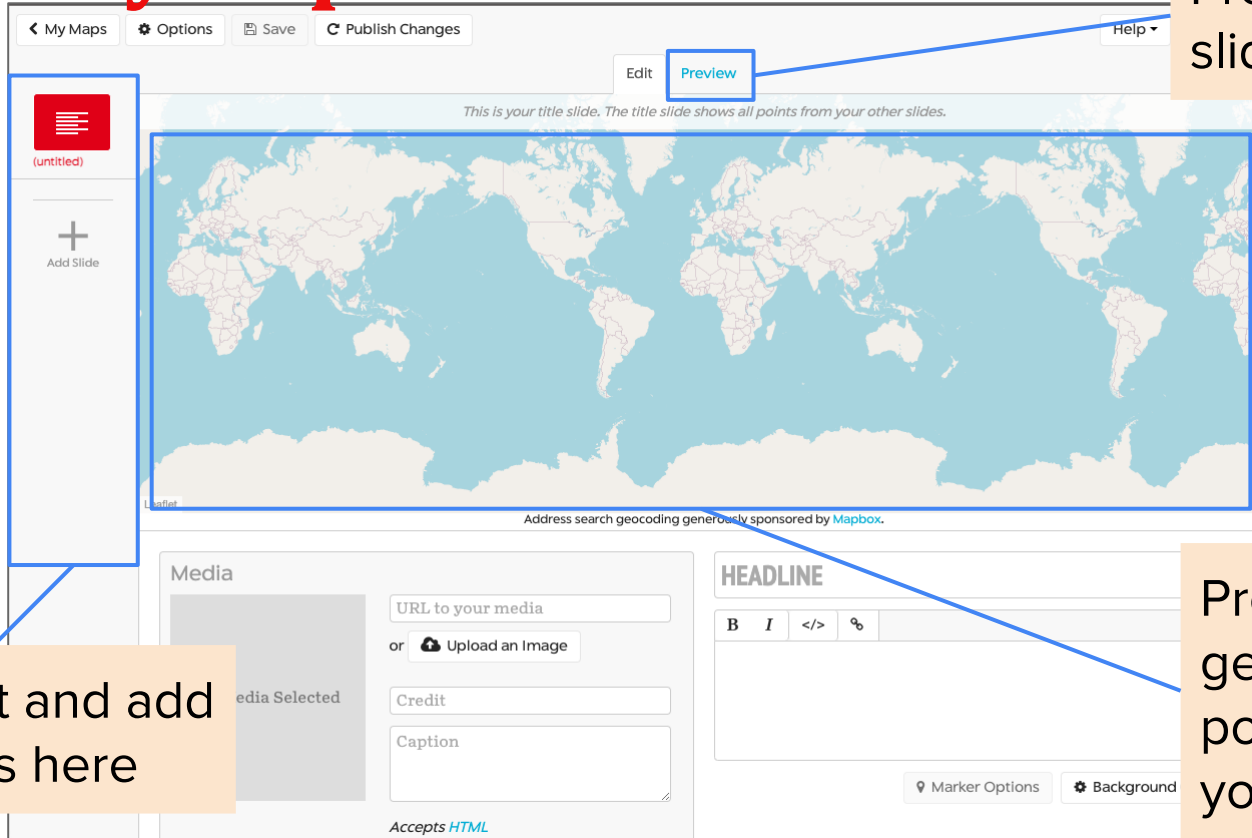 My Maps Options Save Publish Changes Help
slid
Edit Preview
This is your title slide. The title slide shows all points from your other slides.
(untitled)
Add Slide
Leaflet
Address search geocoding generously sponsored by Mapbox.
Media
HEADLINE
URL to your media
B I </> 
or Upload an Image
edia Selected
Credit
Caption
t and add
s here
Pr
ge
po
yo
Marker Options Background
Accepts HTML